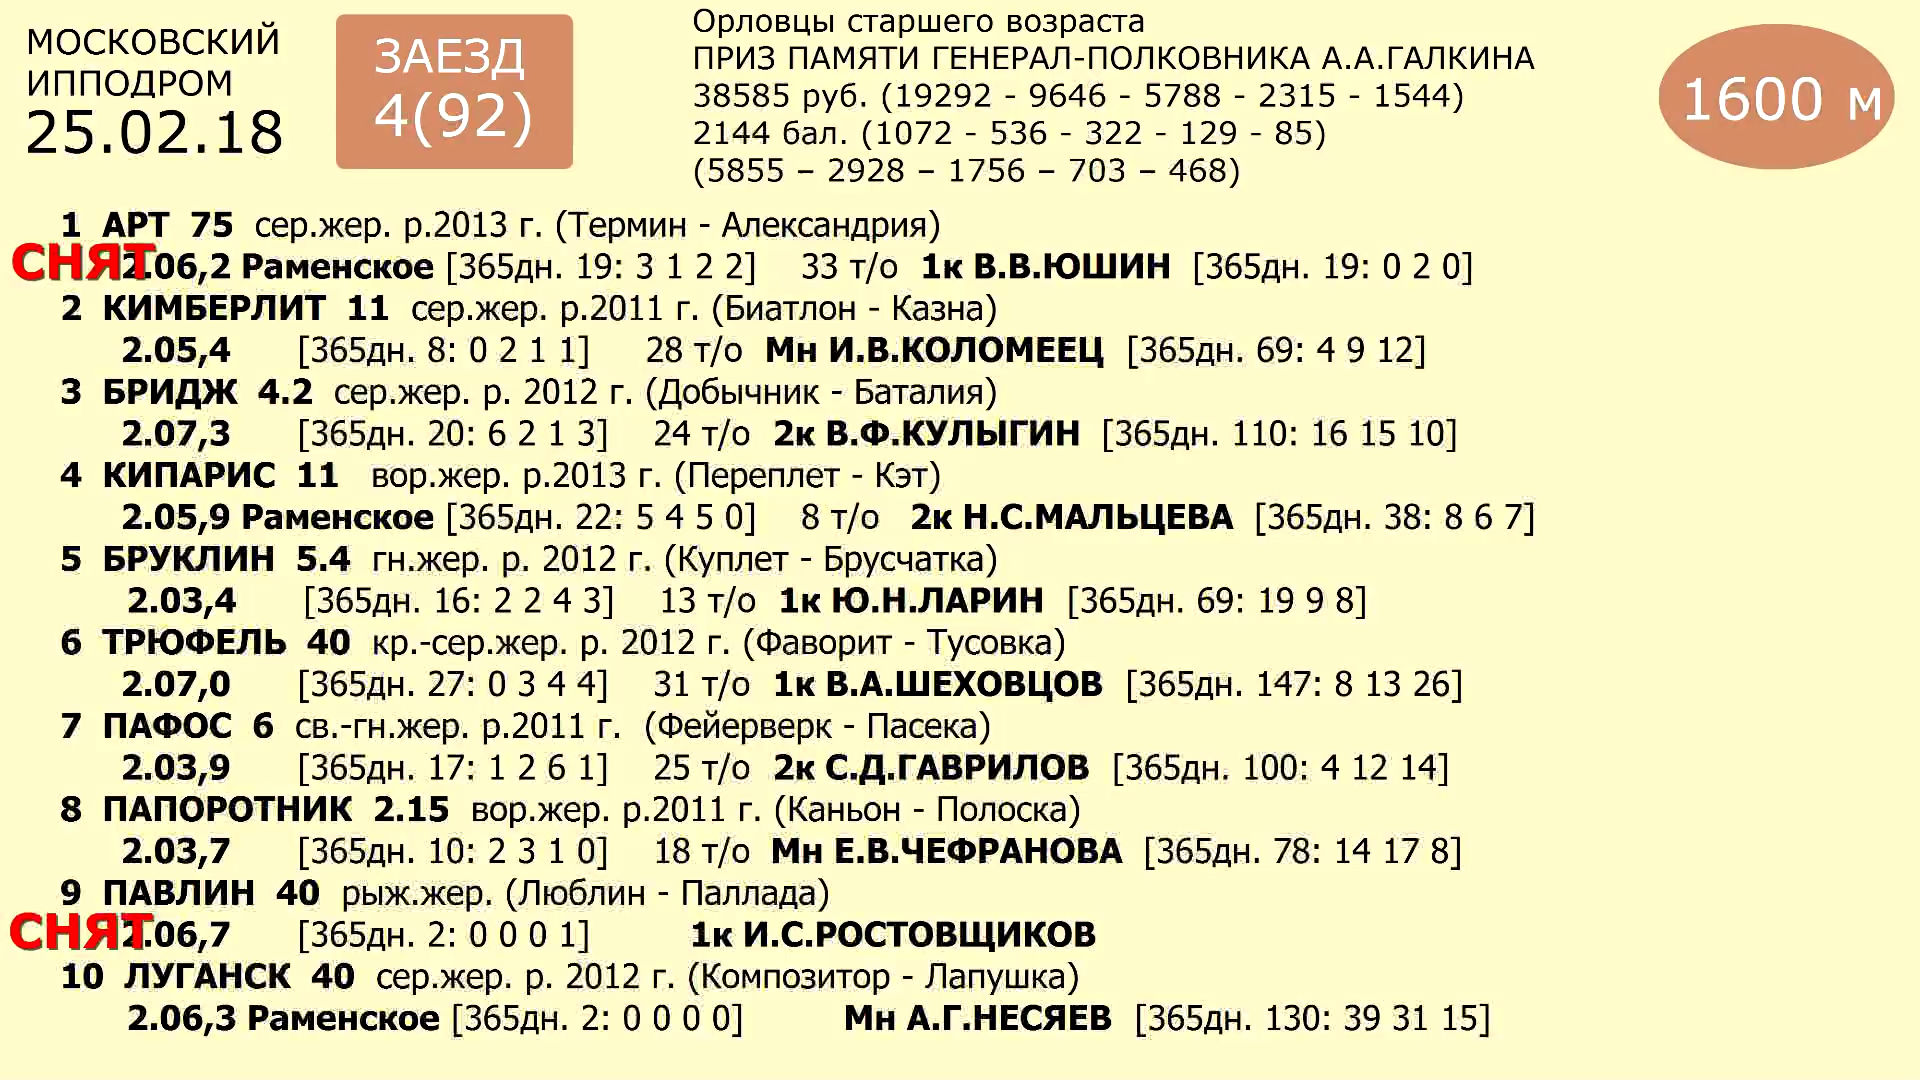 МОСКОВСКИЙ
ИППОДРОМ
25.02.18
ЗАЕЗД
4(92)
Орловцы старшего возраста
ПРИЗ ПАМЯТИ ГЕНЕРАЛ-ПОЛКОВНИКА А.А.ГАЛКИНА
38585 руб. (19292 - 9646 - 5788 - 2315 - 1544)
2144 бал. (1072 - 536 - 322 - 129 - 85)
(5855 – 2928 – 1756 – 703 – 468)
1600 м
1 АРТ 75 сер.жер. р.2013 г. (Термин - Александрия)
СНЯТ
2.06,2 Раменское [365дн. 19: 3 1 2 2] 33 т/о 1к В.В.ЮШИН [365дн. 19: 0 2 0]
2 КИМБЕРЛИТ 11 сер.жер. р.2011 г. (Биатлон - Казна)
2.05,4 [365дн. 8: 0 2 1 1] 28 т/о Мн И.В.КОЛОМЕЕЦ [365дн. 69: 4 9 12]
3 БРИДЖ 4.2 сер.жер. р. 2012 г. (Добычник - Баталия)
2.07,3 [365дн. 20: 6 2 1 3] 24 т/о 2к В.Ф.КУЛЫГИН [365дн. 110: 16 15 10]
4 КИПАРИС 11 вор.жер. р.2013 г. (Переплет - Кэт)
2.05,9 Раменское [365дн. 22: 5 4 5 0] 8 т/о 2к Н.С.МАЛЬЦЕВА [365дн. 38: 8 6 7]
5 БРУКЛИН 5.4 гн.жер. р. 2012 г. (Куплет - Брусчатка)
2.03,4 [365дн. 16: 2 2 4 3] 13 т/о 1к Ю.Н.ЛАРИН [365дн. 69: 19 9 8]
6 ТРЮФЕЛЬ 40 кр.-сер.жер. р. 2012 г. (Фаворит - Тусовка)
2.07,0 [365дн. 27: 0 3 4 4] 31 т/о 1к В.А.ШЕХОВЦОВ [365дн. 147: 8 13 26]
7 ПАФОС 6 св.-гн.жер. р.2011 г. (Фейерверк - Пасека)
2.03,9 [365дн. 17: 1 2 6 1] 25 т/о 2к С.Д.ГАВРИЛОВ [365дн. 100: 4 12 14]
8 ПАПОРОТНИК 2.15 вор.жер. р.2011 г. (Каньон - Полоска)
2.03,7 [365дн. 10: 2 3 1 0] 18 т/о Мн Е.В.ЧЕФРАНОВА [365дн. 78: 14 17 8]
9 ПАВЛИН 40 рыж.жер. (Люблин - Паллада)
СНЯТ
2.06,7 [365дн. 2: 0 0 0 1] 1к И.С.РОСТОВЩИКОВ
10 ЛУГАНСК 40 сер.жер. р. 2012 г. (Композитор - Лапушка)
2.06,3 Раменское [365дн. 2: 0 0 0 0] Мн А.Г.НЕСЯЕВ [365дн. 130: 39 31 15]